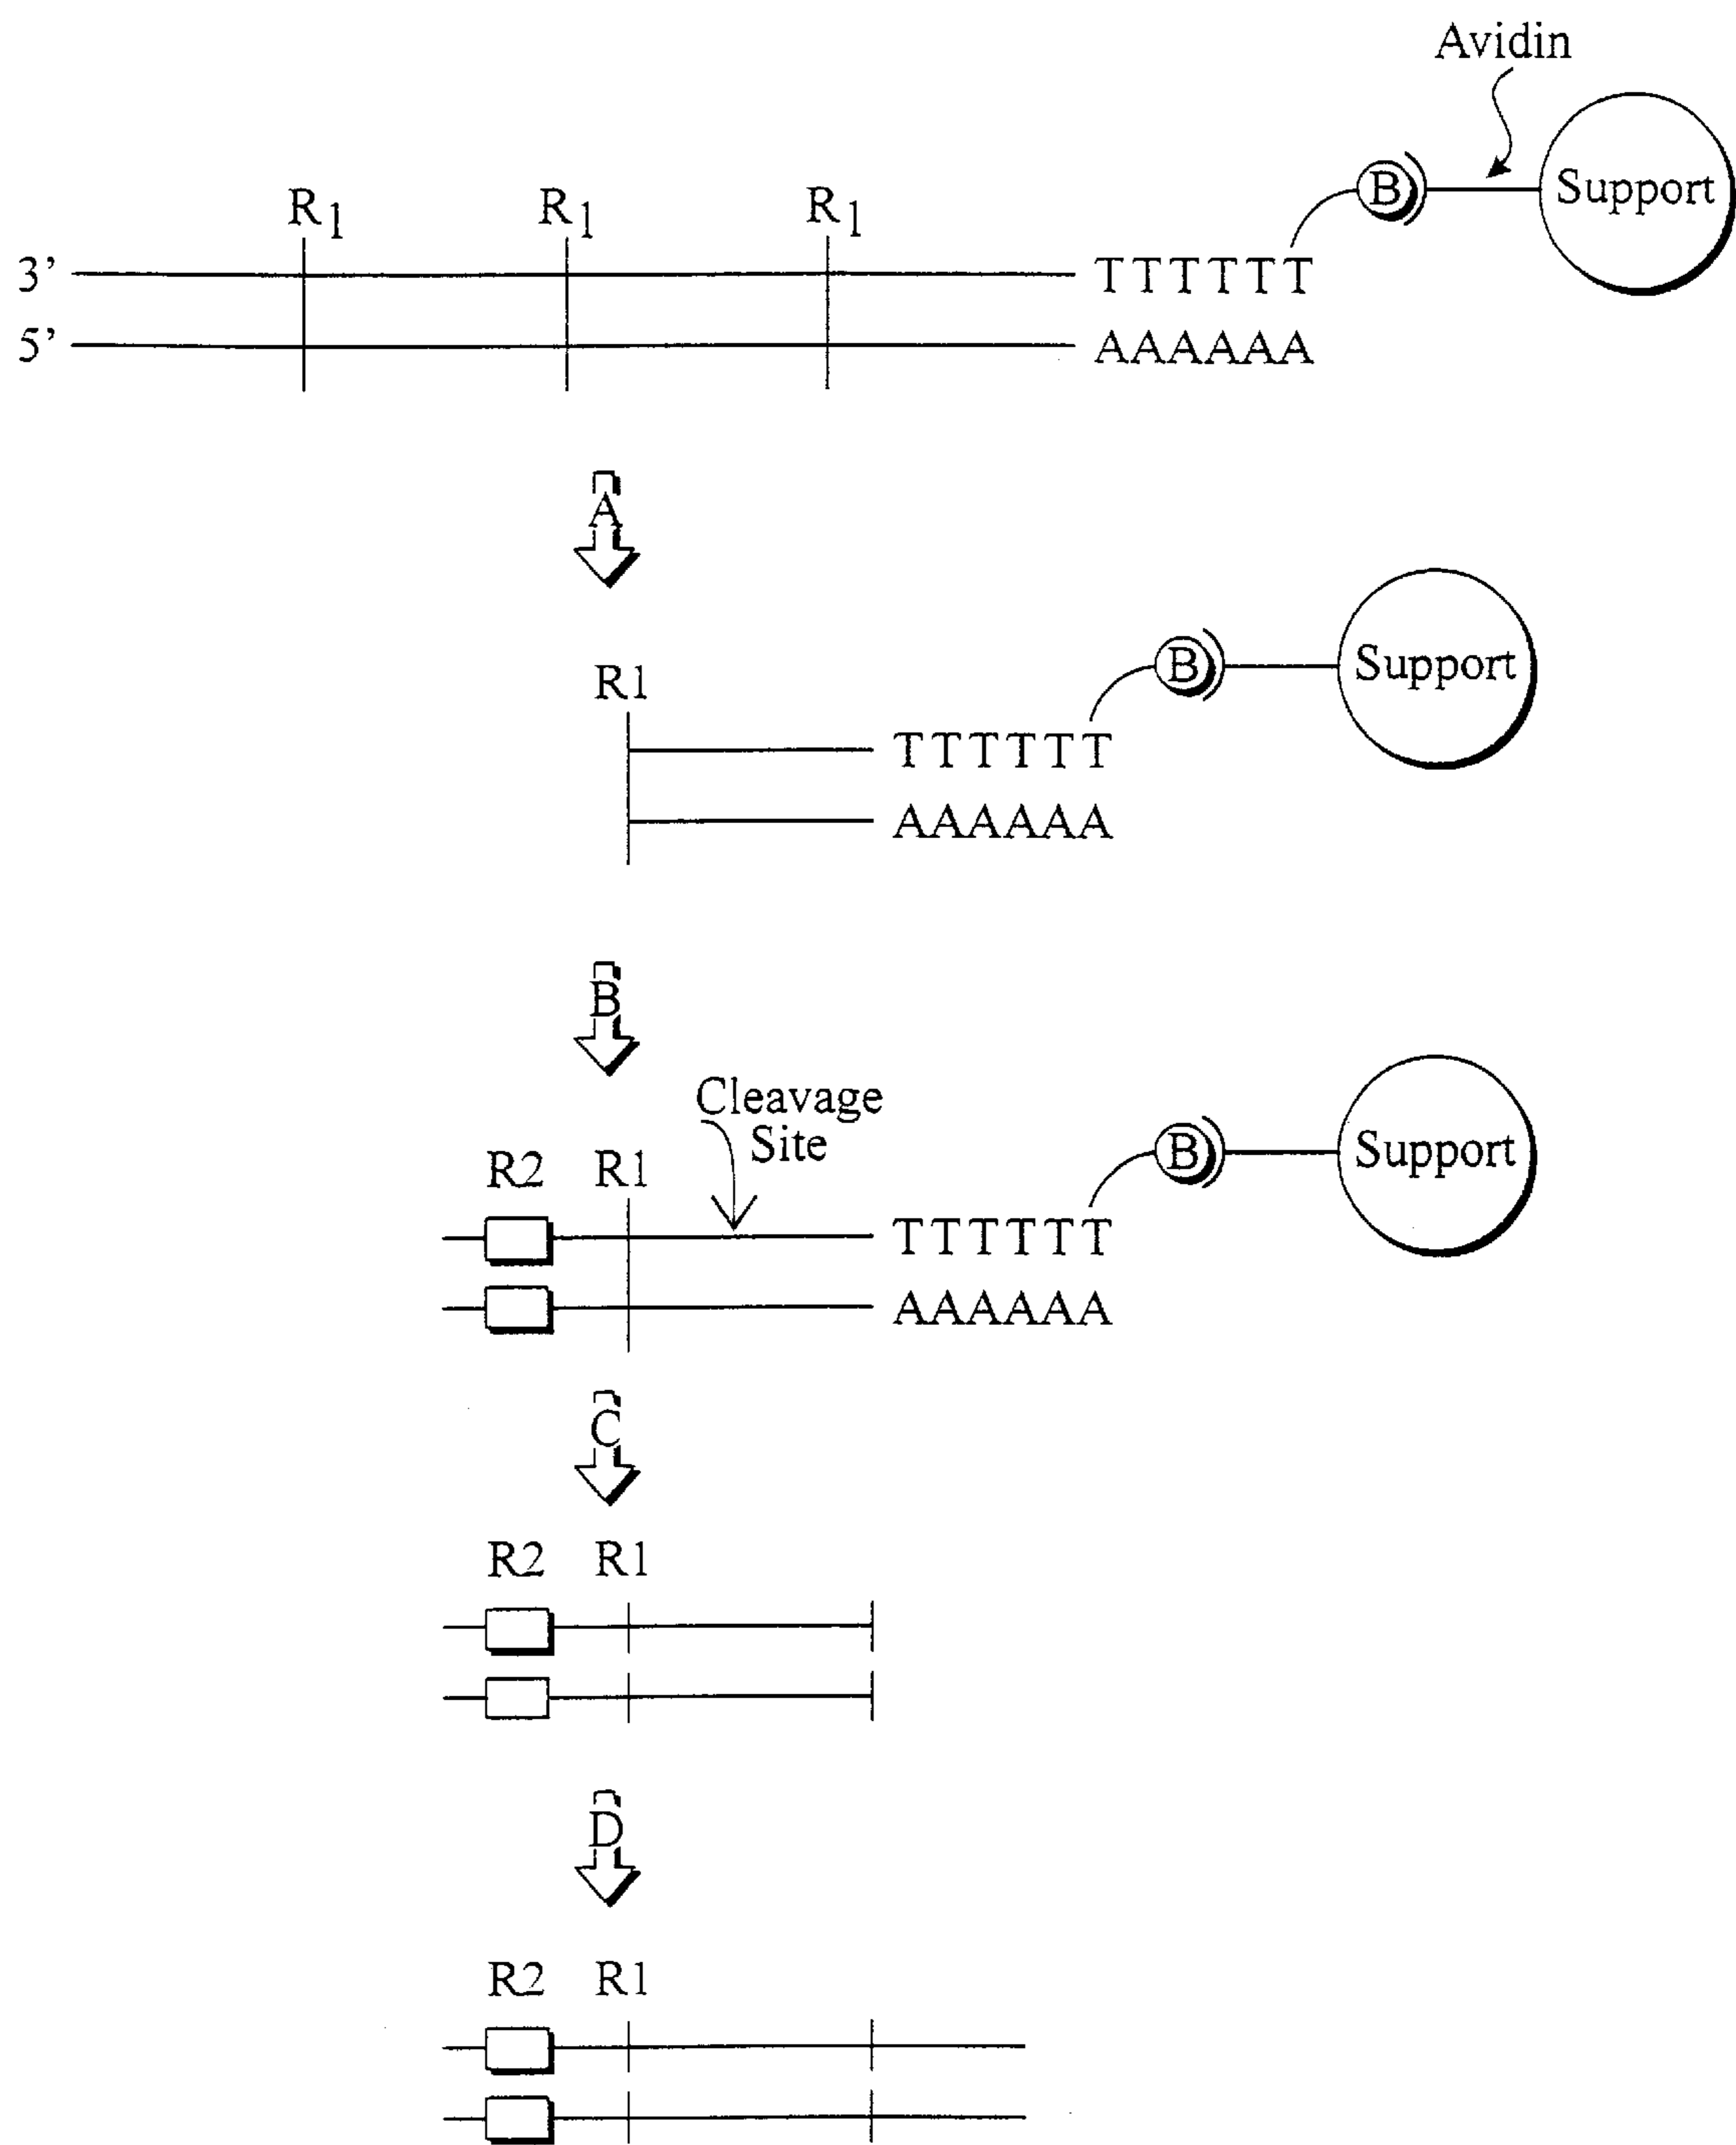 Avidin
B Support
R1 R1 R1
3’ TTTTTT
5’ AAAAAA
A
B Support
R1
TTTTTT
AAAAAA
B
Cleavage
Site
B Support
R2 R1
TTTTTT
AAAAAA
C
R2 R1
D
R2 R1